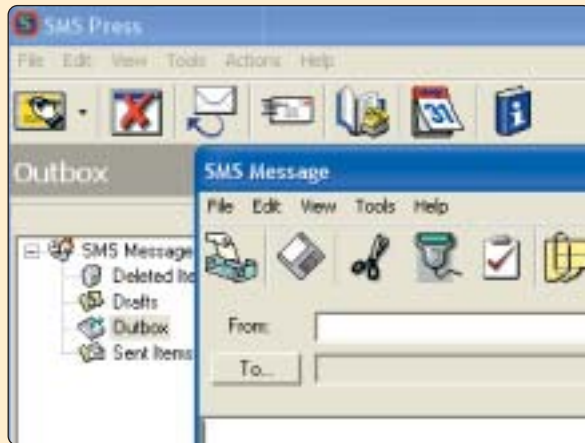 SMS Press
File Edit View Tools Actions Help
31
Outbox
SMS Message
File Edit View Tools Help
SMS Message
Deleted Ite
Drafts
Outbox
Sent Items
From:
To...